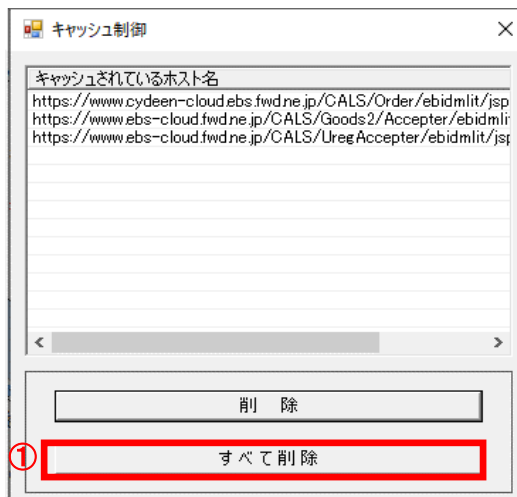 キャッシュ制御
キャッシュされているホスト名
https://www.cydeen-cloud.ebs.fwd.ne.jp/CALS/Order/ebidmlit/jsp
https://www.ebs-cloud.fwd.ne.jp/CALS/Goods2/Accepter/ebidmli
https://www.ebs-cloud.fwd.ne.jp/CALS/UregAccepter/ebidmlit/jsp
削 除
① すべて削除